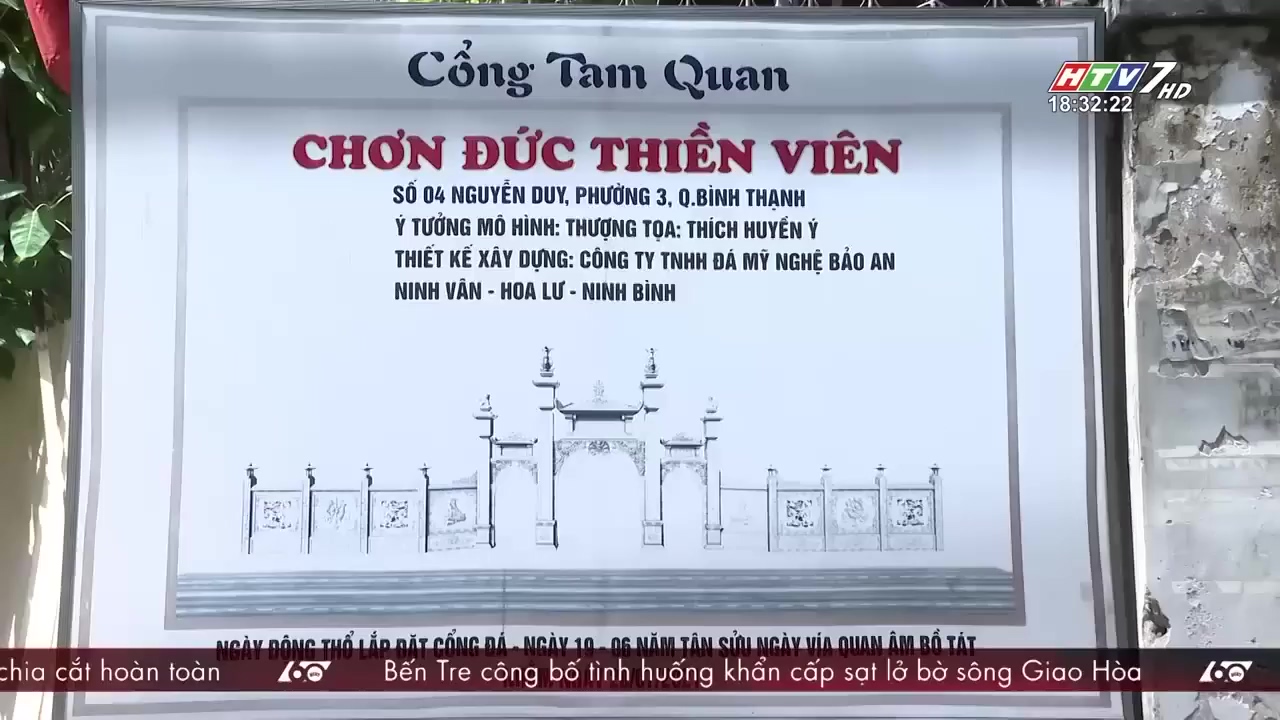 Cổng Tam Quan
HTV7 HD
18:32:22
CHƠN ĐỨC THIỀN VIÊN
SỐ 04 NGUYỄN DUY, PHƯỜNG 3, Q.BÌNH THẠNH
Ý TƯỞNG MÔ HÌNH: THƯỢNG TỌA: THÍCH HUYỀN Ý
THIẾT KẾ XÂY DỰNG: CÔNG TY TNHH ĐÁ MỸ NGHỆ BẢO AN
NINH VÂN - HOA LƯ - NINH BÌNH
NGÀY ĐỘNG THỔ LẮP ĐẶT CỔNG ĐÁ - NGÀY 19 - 06 NĂM TÂN SỬU NGÀY VÍA QUAN ÂM BỒ TÁT
chia cắt hoàn toàn 60 giây Bến Tre công bố tình huống khẩn cấp sạt lở bờ sông Giao Hòa 60 giây